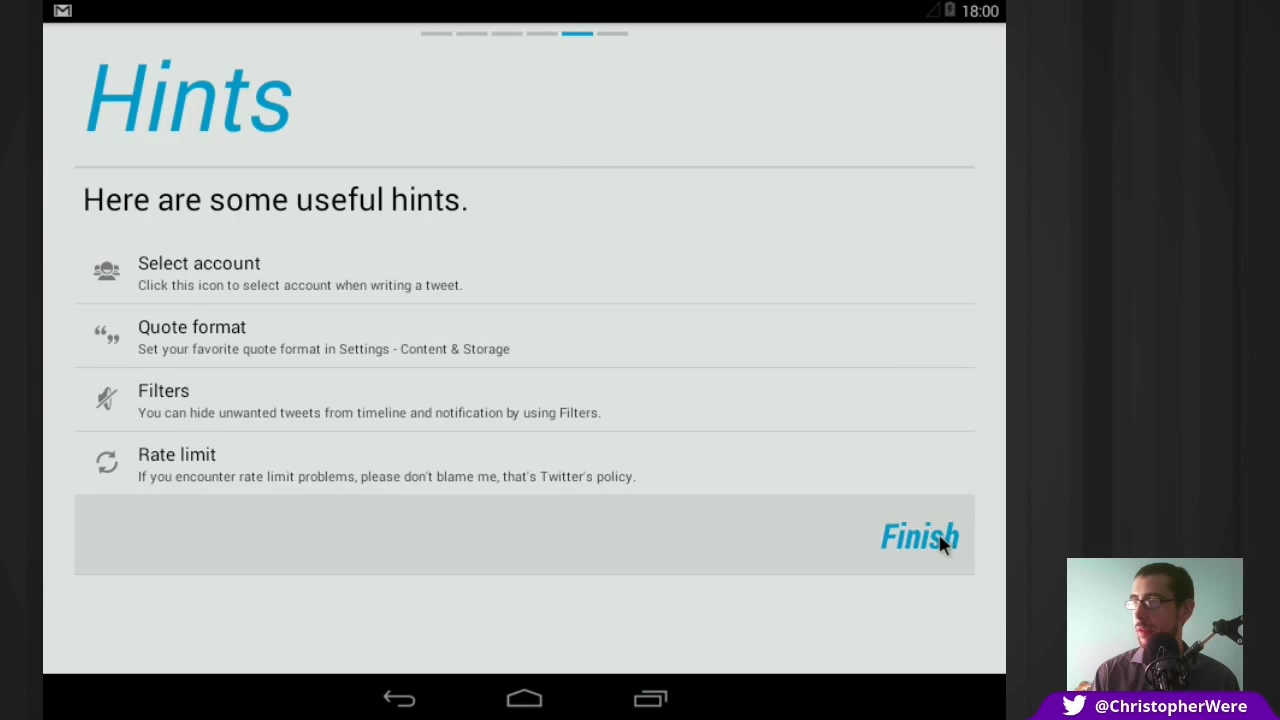 18:00
Hints
Here are some useful hints.
Select account
Click this icon to select account when writing a tweet.
Quote format
Set your favorite quote format in Settings - Content & Storage
Filters
You can hide unwanted tweets from timeline and notification by using Filters.
Rate limit
If you encounter rate limit problems, please don't blame me, that's Twitter's policy.
Finish
@ChristopherWere